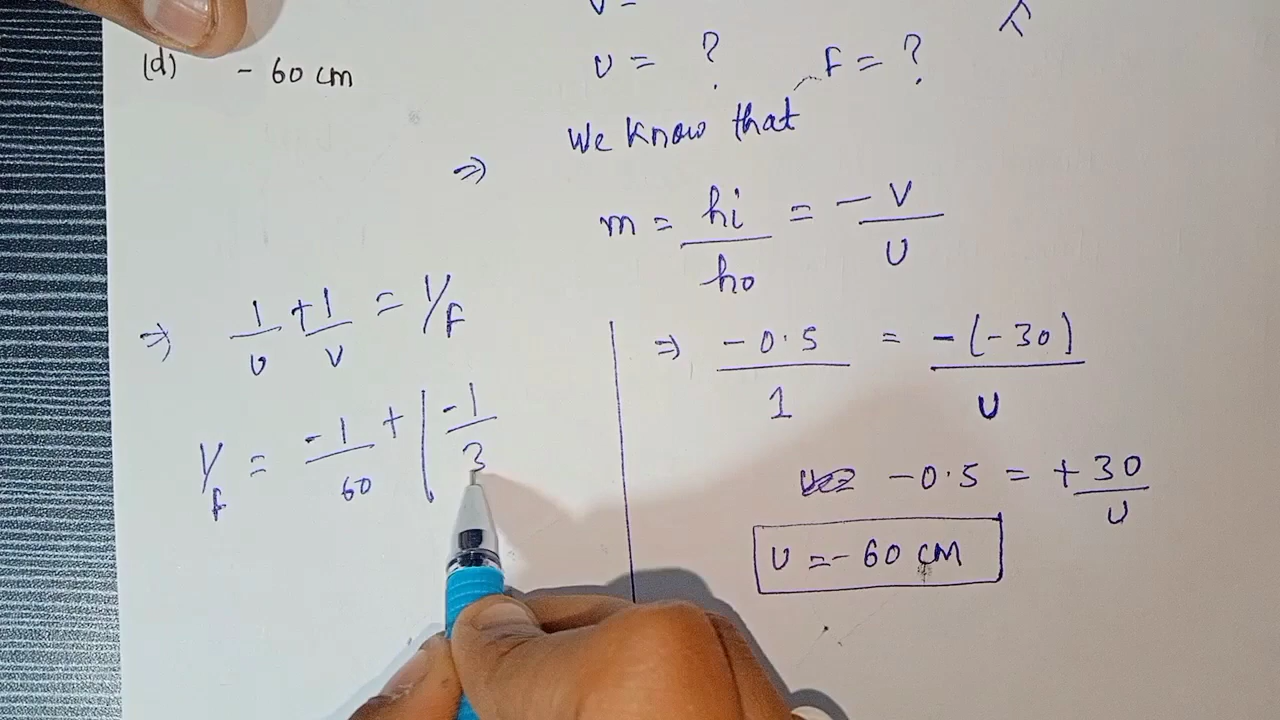 v =
(d) - 60 cm
u = ? F = ?
We know that
⇒
m = hi/ho = -v/u
⇒ 1/u + 1/v = 1/F
⇒ -0.5/1 = -(-30)/u
1/F = -1/60 + (-1/3
-0.5 = +30/u
u = -60 cm